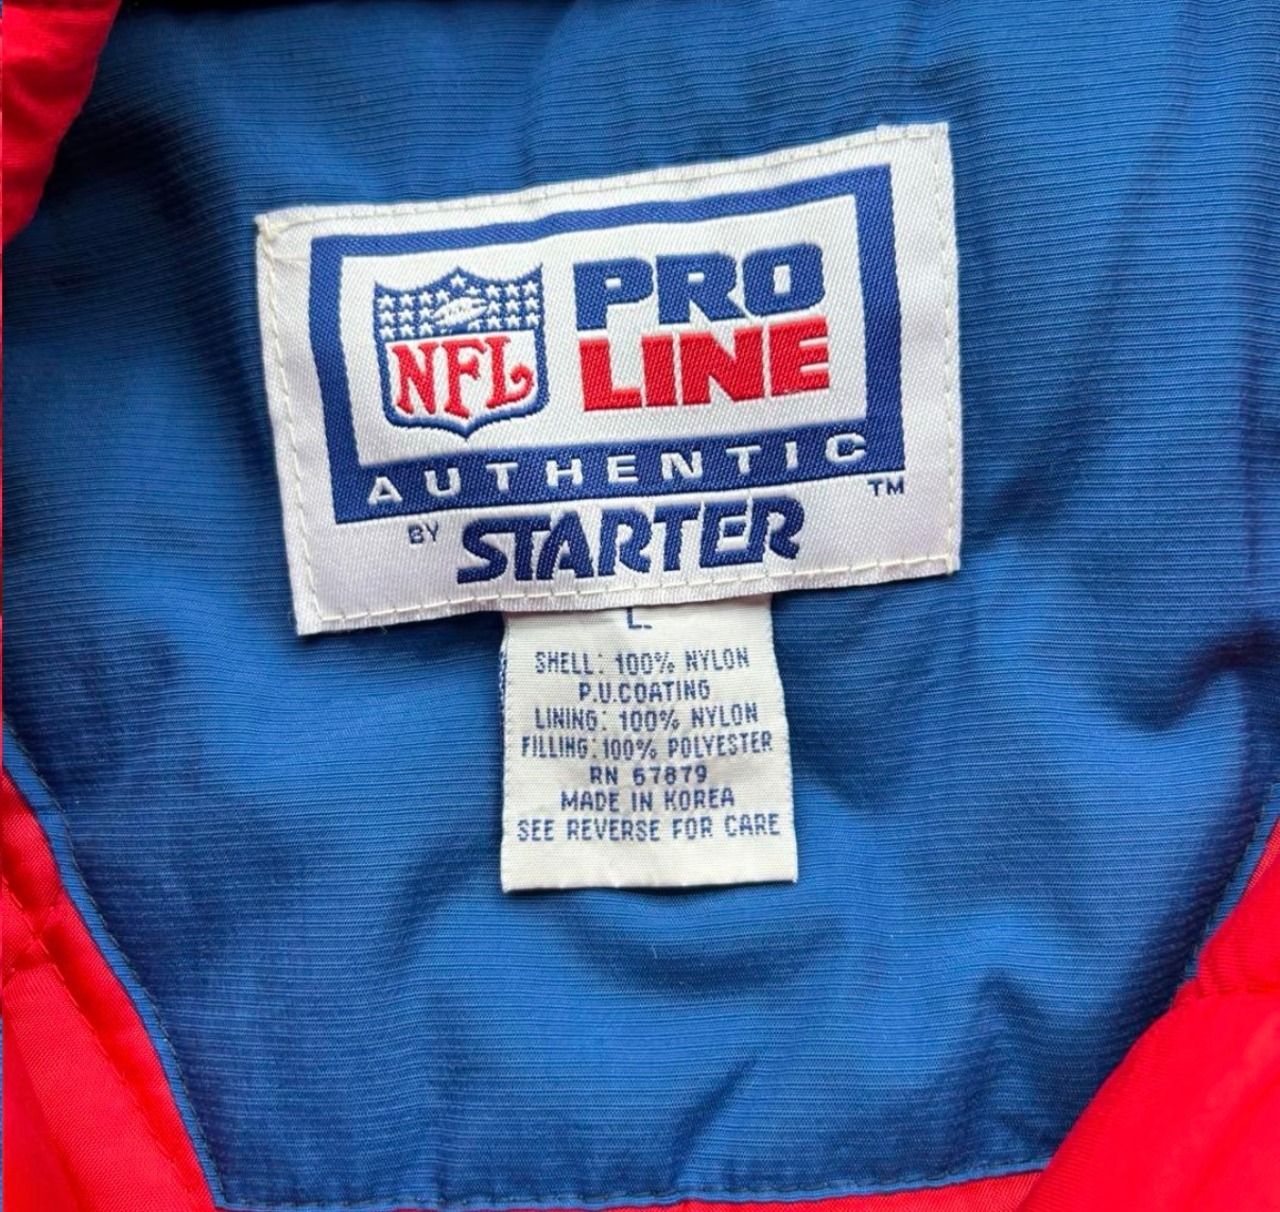 NFL
PRO
LINE
AUTHENTIC
TM
BY STARTER
L.
SHELL: 100% NYLON
P.U.COATING
LINING: 100% NYLON
FILLING: 100% POLYESTER
RN 67879
MADE IN KOREA
SEE REVERSE FOR CARE